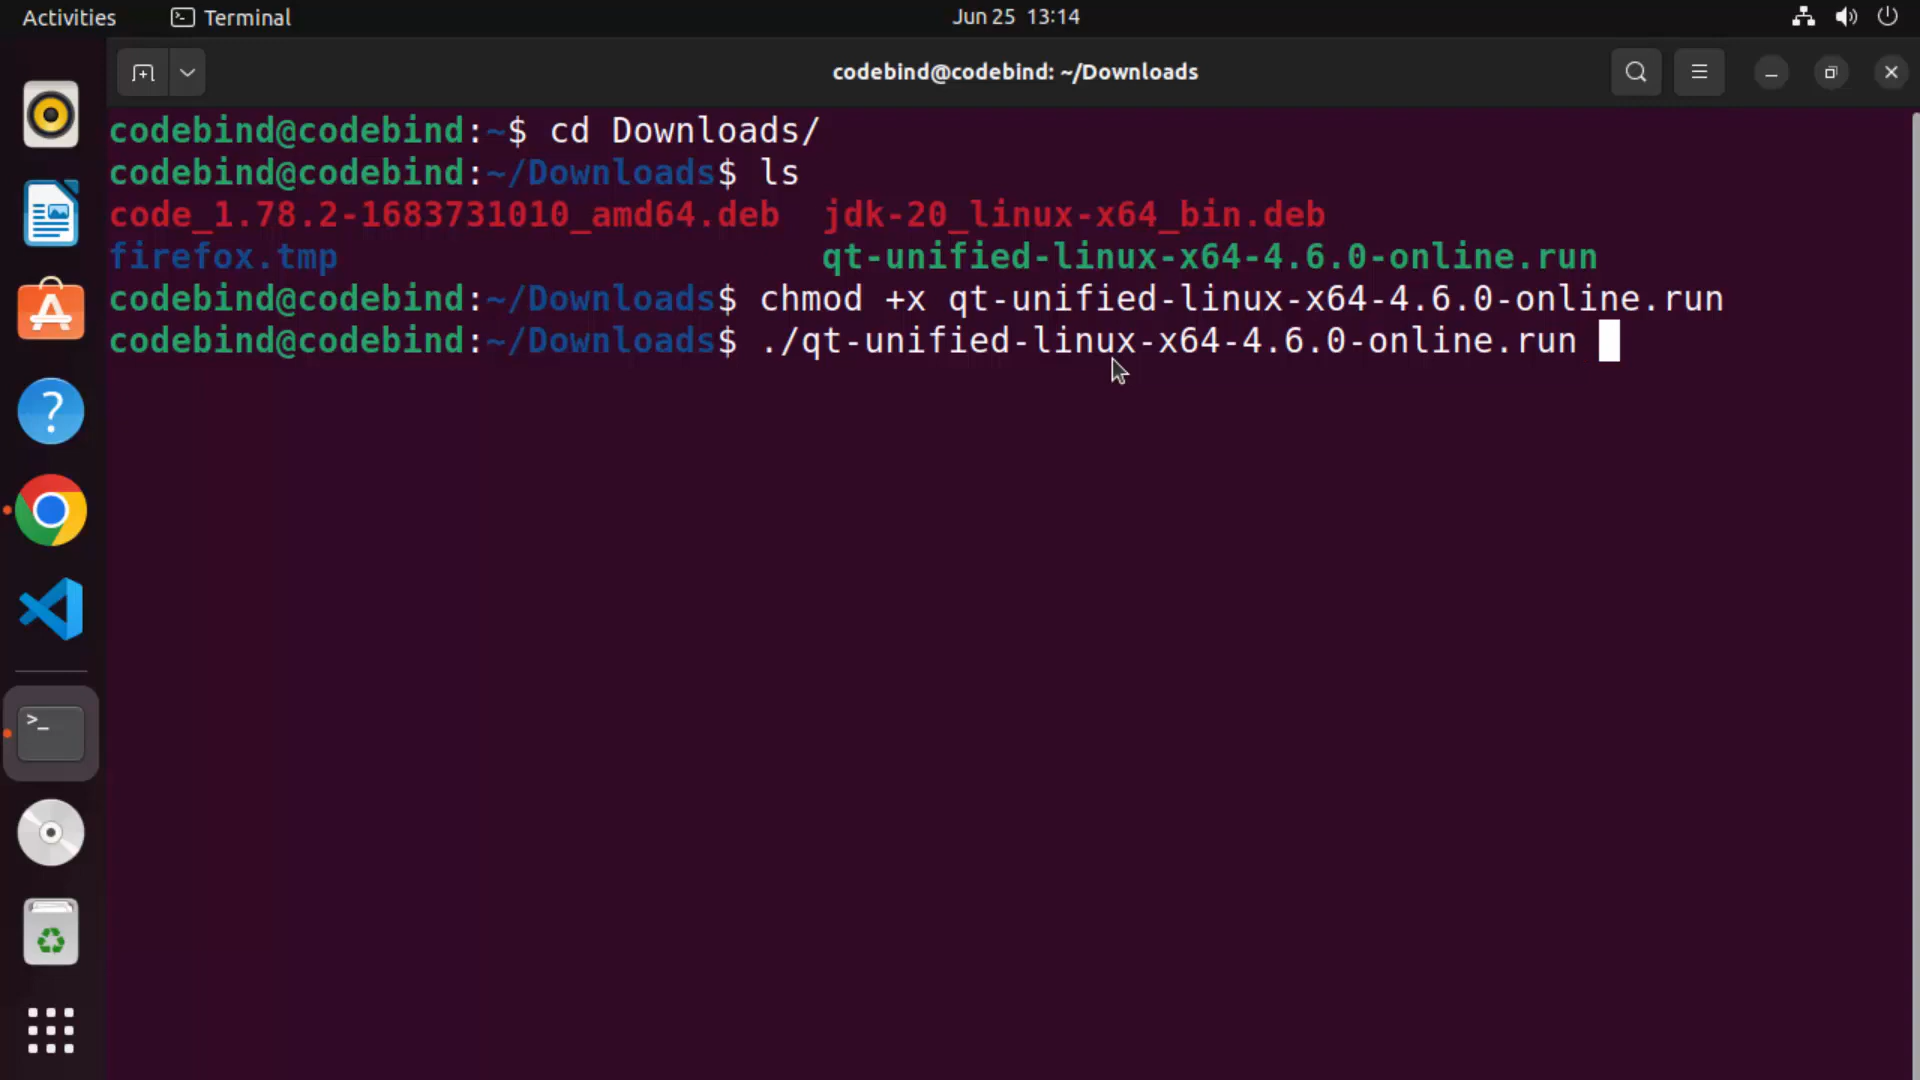 Activities Terminal Jun 25 13:14
codebind@codebind: ~/Downloads
codebind@codebind:~$ cd Downloads/
codebind@codebind:~/Downloads$ ls
code_1.78.2-1683731010_amd64.deb jdk-20_linux-x64_bin.deb
firefox.tmp qt-unified-linux-x64-4.6.0-online.run
codebind@codebind:~/Downloads$ chmod +x qt-unified-linux-x64-4.6.0-online.run
codebind@codebind:~/Downloads$ ./qt-unified-linux-x64-4.6.0-online.run